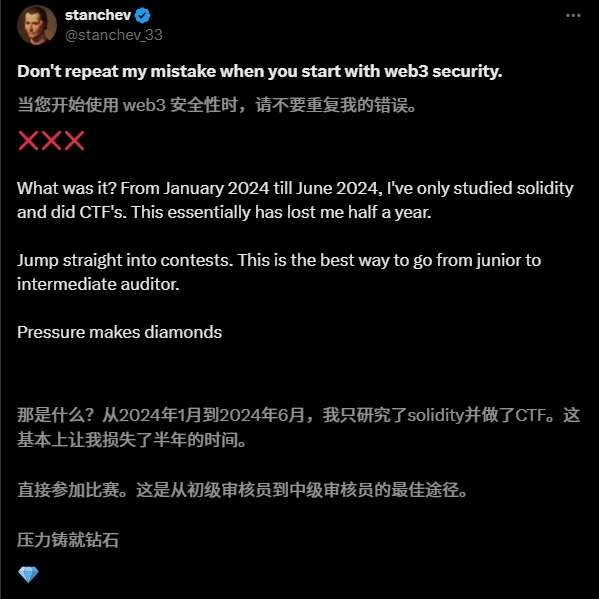 stanchev
@stanchev_33
Don't repeat my mistake when you start with web3 security.
当您开始使用 web3 安全性时，请不要重复我的错误。
❌❌❌
What was it? From January 2024 till June 2024, I've only studied solidity
and did CTF's. This essentially has lost me half a year.
Jump straight into contests. This is the best way to go from junior to
intermediate auditor.
Pressure makes diamonds
那是什么？从2024年1月到2024年6月，我只研究了solidity并做了CTF。这
基本上让我损失了半年的时间。
直接参加比赛。这是从初级审核员到中级审核员的最佳途径。
压力铸就钻石
💎